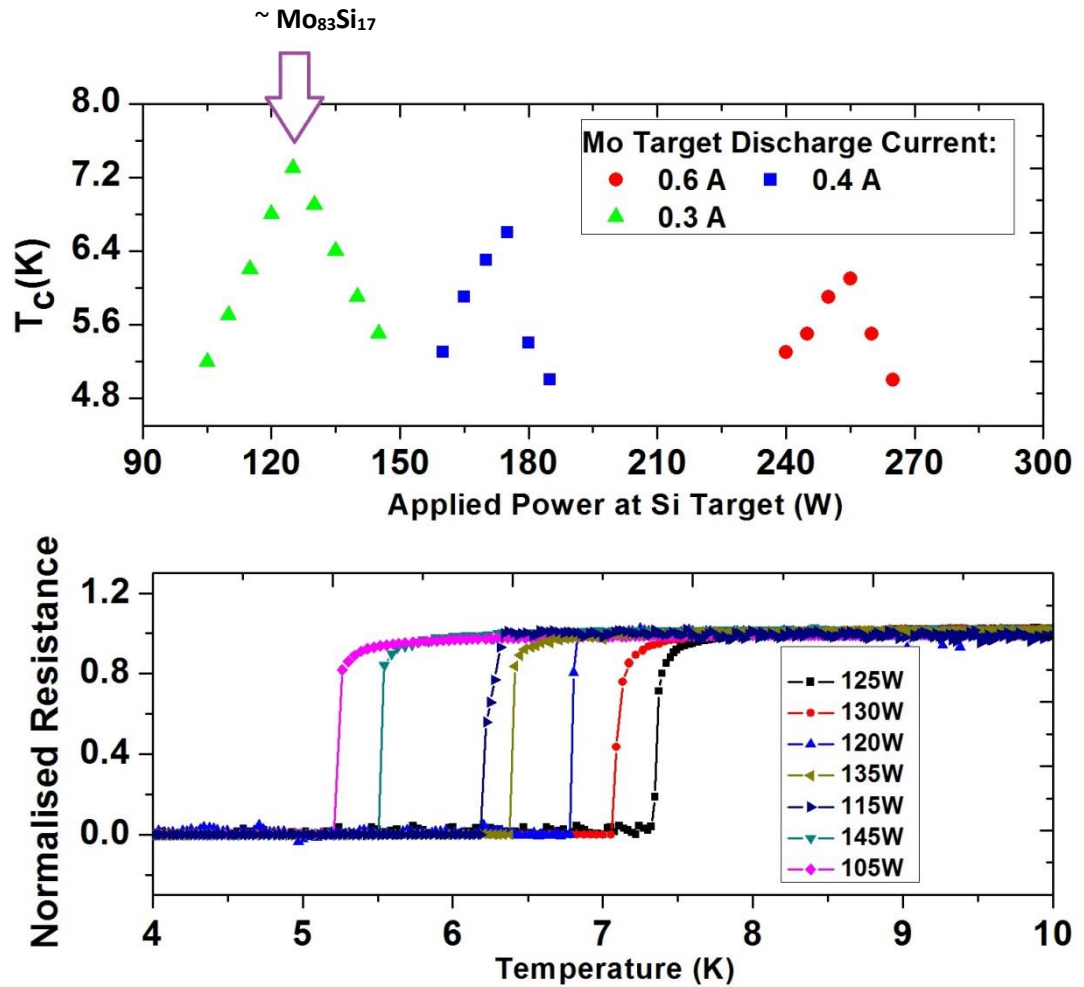 ~ Mo₈₃Si₁₇
8.0
7.2
6.4
5.6
4.8
Tc(K)
Mo Target Discharge Current:
0.6 A 0.4 A
0.3 A
90 120 150 180 210 240 270 300
Applied Power at Si Target (W)
1.2
0.8
0.4
0.0
Normalised Resistance
125W
130W
120W
135W
115W
145W
105W
4 5 6 7 8 9 10
Temperature (K)